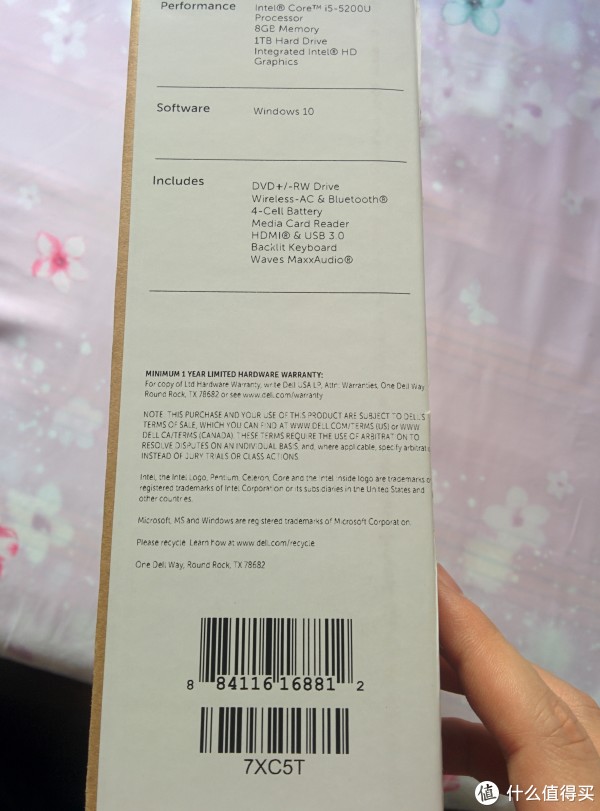 Performance
Intel® Core™ i5-5200U
Processor
8GB Memory
1TB Hard Drive
Integrated Intel® HD
Graphics
Software
Windows 10
Includes
DVD+/-RW Drive
Wireless-AC & Bluetooth®
4-Cell Battery
Media Card Reader
HDMI® & USB 3.0
Backlit Keyboard
Waves MaxxAudio®
MINIMUM 1 YEAR LIMITED HARDWARE WARRANTY:
For copy of Ltd Hardware Warranty, write Dell USA LP, Attn: Warranties, One Dell Way
Round Rock, TX 78682 or see www.dell.com/warranty
NOTE: THIS PURCHASE AND YOUR USE OF THIS PRODUCT ARE SUBJECT TO DELL'S
TERMS OF SALE, WHICH YOU CAN FIND AT WWW.DELL.COM/TERMS (US) or WWW.
DELL.CA/TERMS (CANADA). THESE TERMS REQUIRE THE USE OF ARBITRATION TO
RESOLVE DISPUTES ON AN INDIVIDUAL BASIS, and, where applicable, specify arbitrati
INSTEAD OF JURY TRIALS OR CLASS ACTIONS.
Intel, the Intel Logo, Pentium, Celeron, Core and the Intel Inside logo are trademarks o
registered trademarks of Intel Corporation or its subsidiaries in the United States and
other countries.
Microsoft, MS and Windows are registered trademarks of Microsoft Corporation.
Please recycle. Learn how at www.dell.com/recycle
One Dell Way, Round Rock, TX 78682
8 84116 16881 2
7XC5T
值 什么值得买